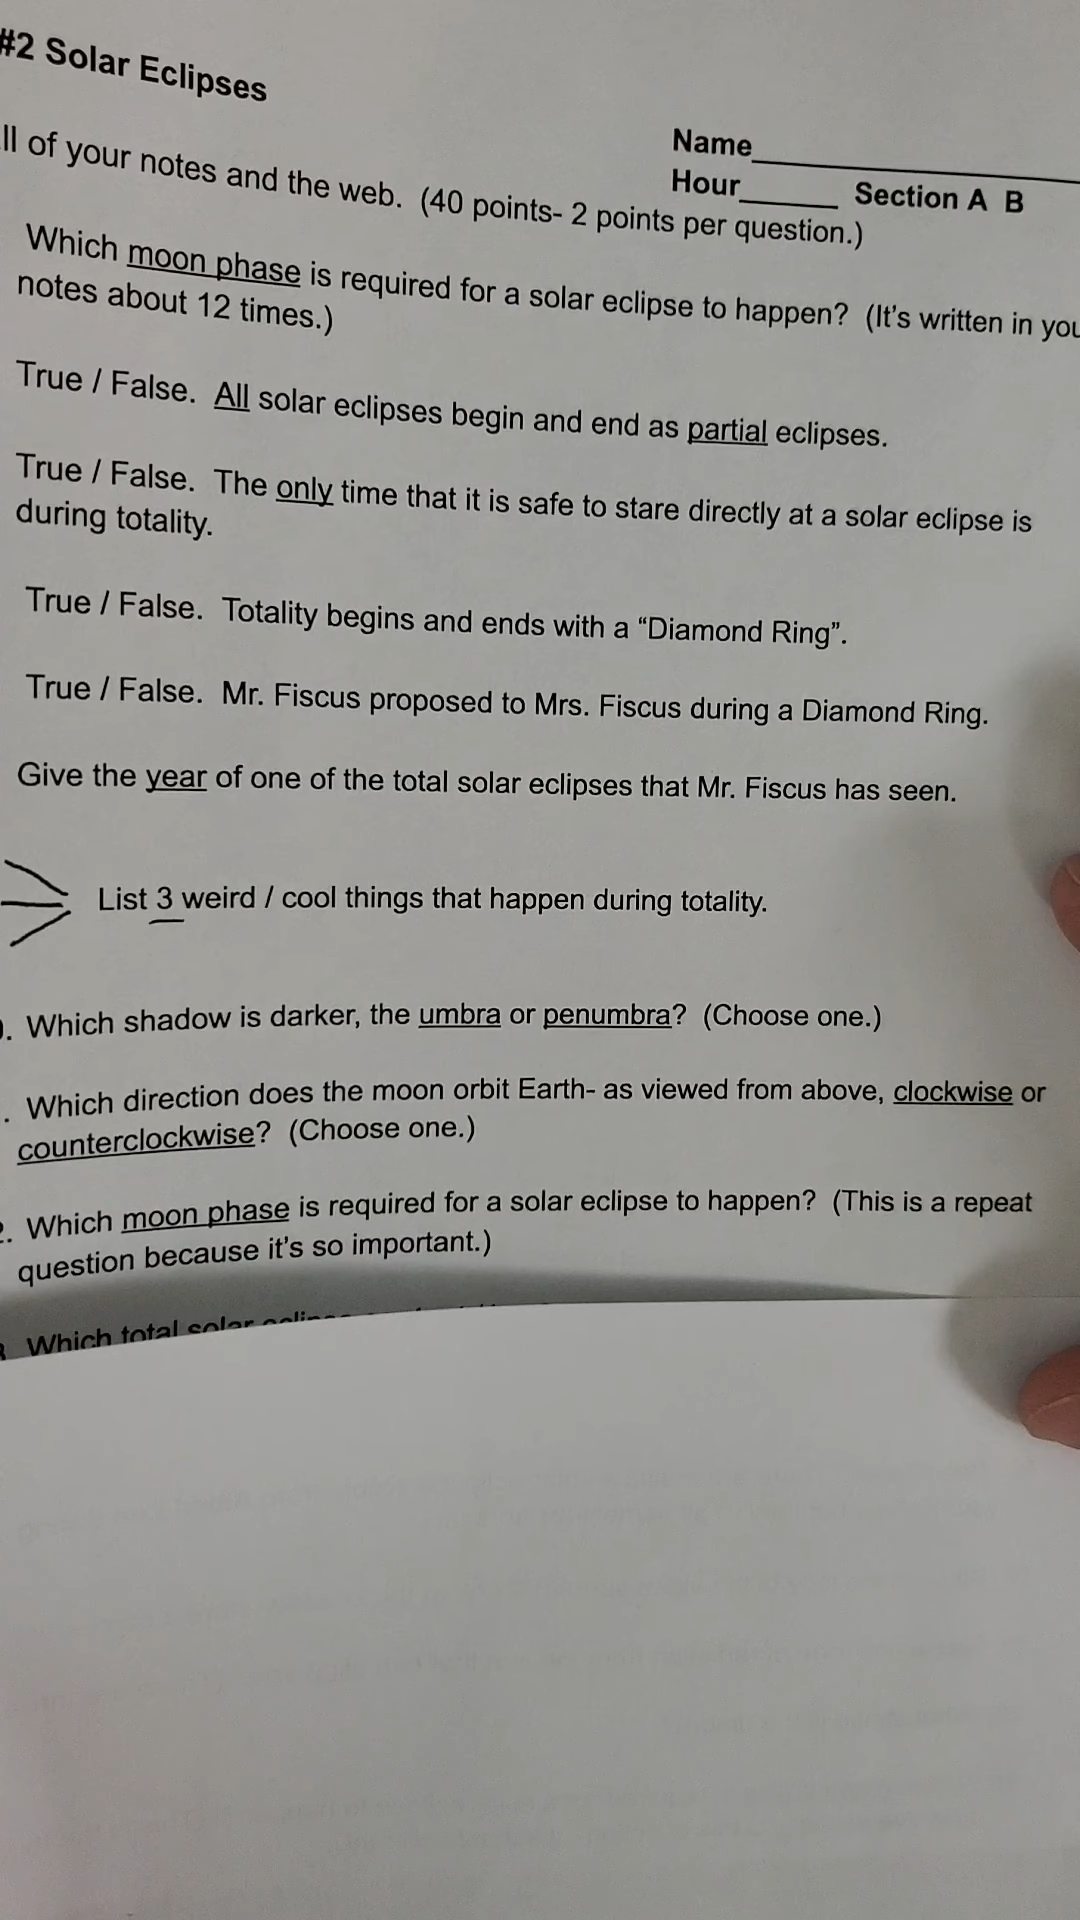 #2 Solar Eclipses
Name
Hour Section A B
ll of your notes and the web. (40 points- 2 points per question.)
Which moon phase is required for a solar eclipse to happen? (It's written in you
notes about 12 times.)
True / False. All solar eclipses begin and end as partial eclipses.
True / False. The only time that it is safe to stare directly at a solar eclipse is
during totality.
True / False. Totality begins and ends with a “Diamond Ring”.
True / False. Mr. Fiscus proposed to Mrs. Fiscus during a Diamond Ring.
Give the year of one of the total solar eclipses that Mr. Fiscus has seen.
List 3 weird / cool things that happen during totality.
. Which shadow is darker, the umbra or penumbra? (Choose one.)
. Which direction does the moon orbit Earth- as viewed from above, clockwise or
counterclockwise? (Choose one.)
. Which moon phase is required for a solar eclipse to happen? (This is a repeat
question because it's so important.)
Which total solar